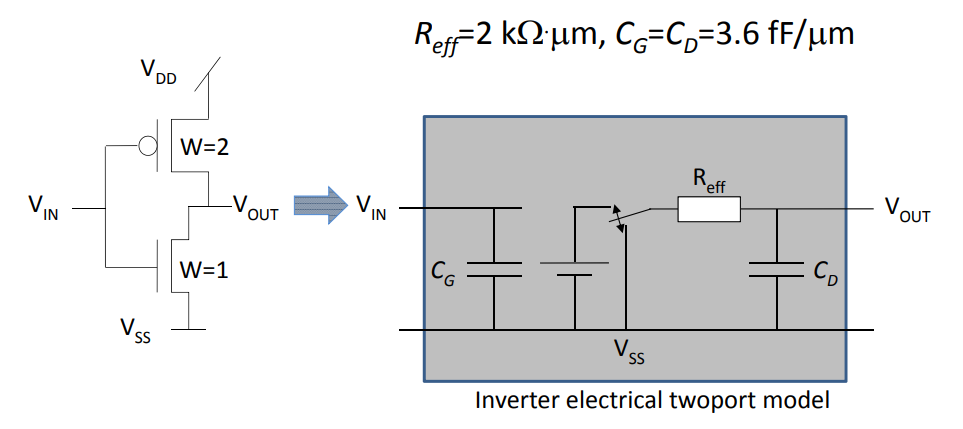 R_eff=2 kΩ·μm, C_G=C_D=3.6 fF/μm
V_DD
W=2
V_IN
V_OUT
W=1
V_SS
V_IN
R_eff
V_OUT
C_G
C_D
V_SS
Inverter electrical twoport model